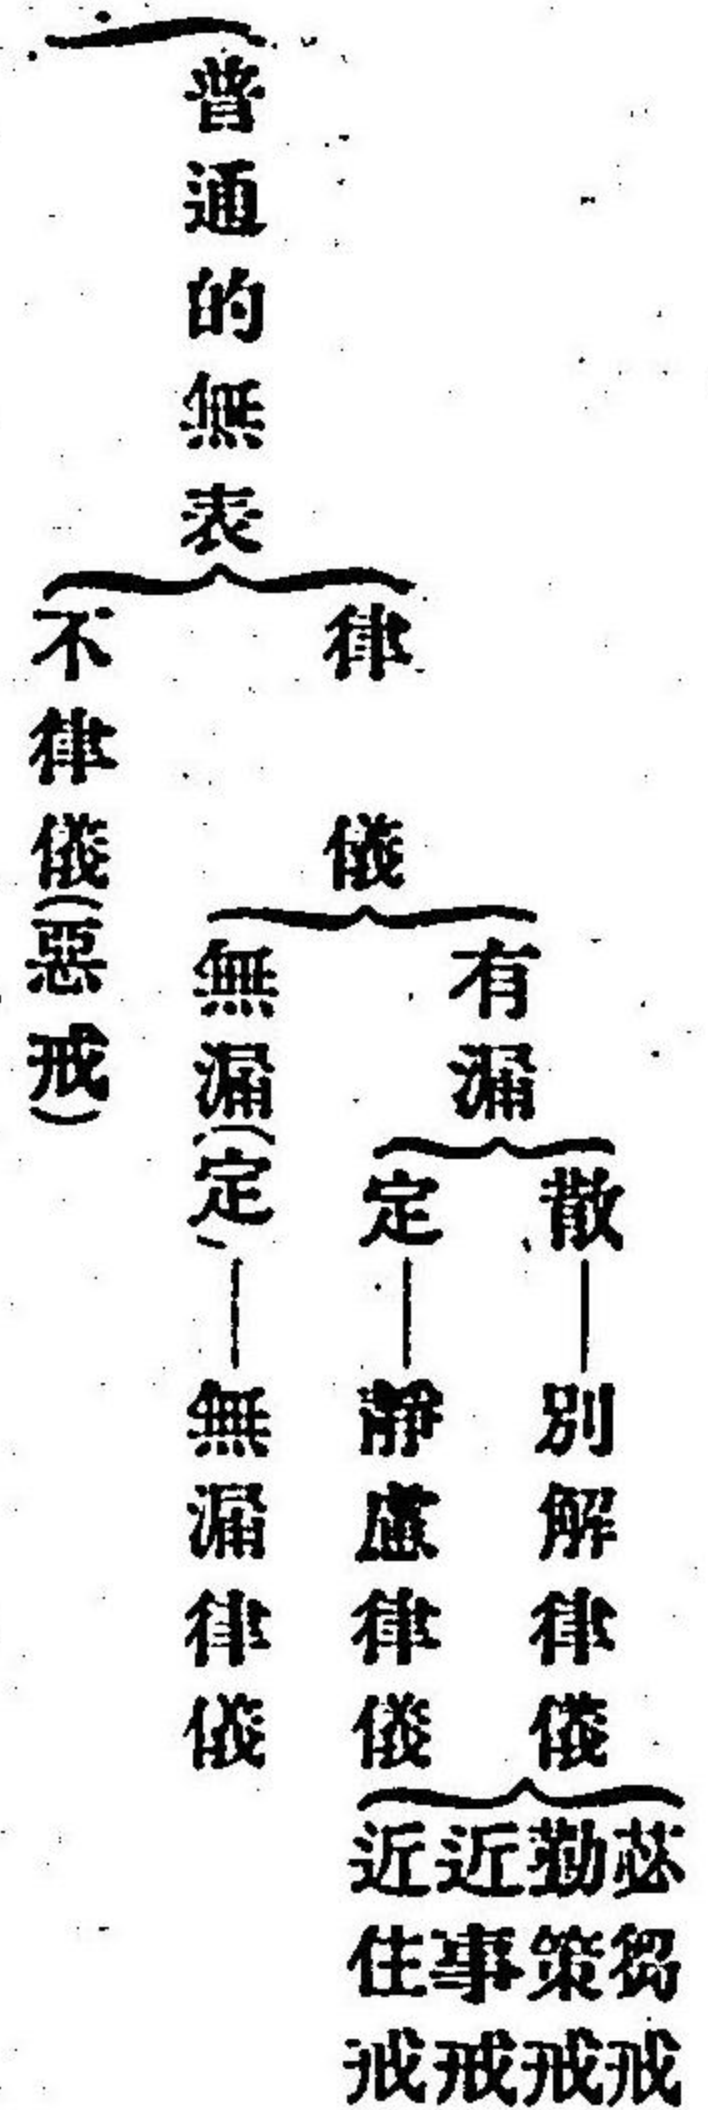 普通的無表
律儀
有漏
散
別解律儀
苾芻戒
勤策戒
近事戒
近住戒
定
靜慮律儀
無漏(定)
無漏律儀
不律儀(惡戒)